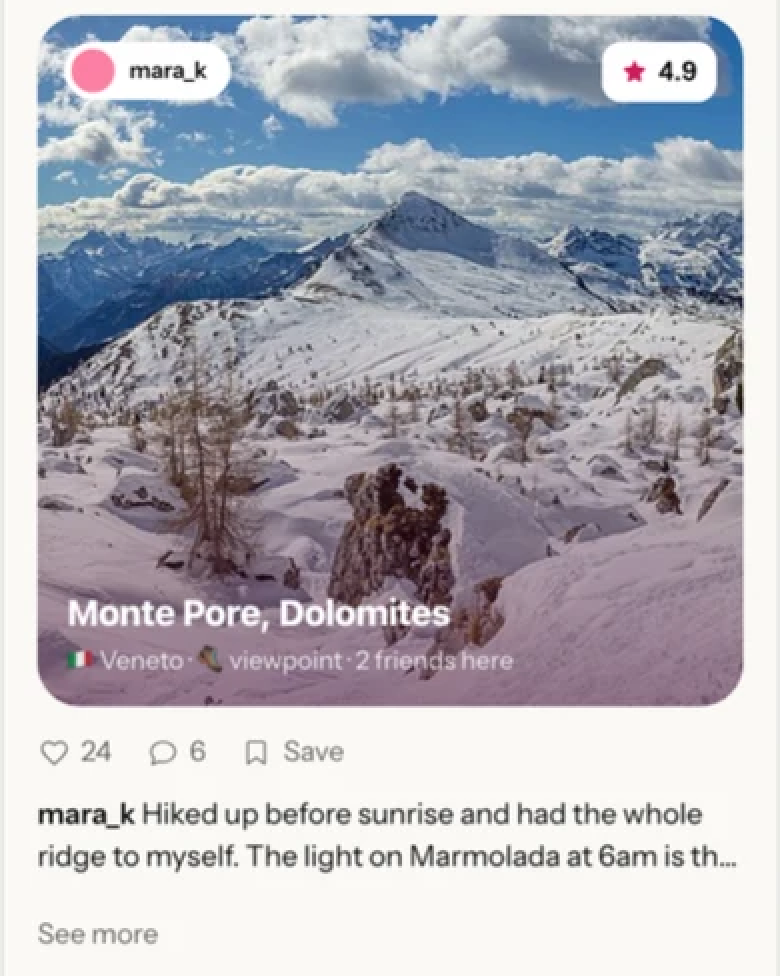 mara_k
4.9
Monte Pore, Dolomites
Veneto · viewpoint · 2 friends here
24 6 Save
mara_k Hiked up before sunrise and had the whole
ridge to myself. The light on Marmolada at 6am is th...
See more